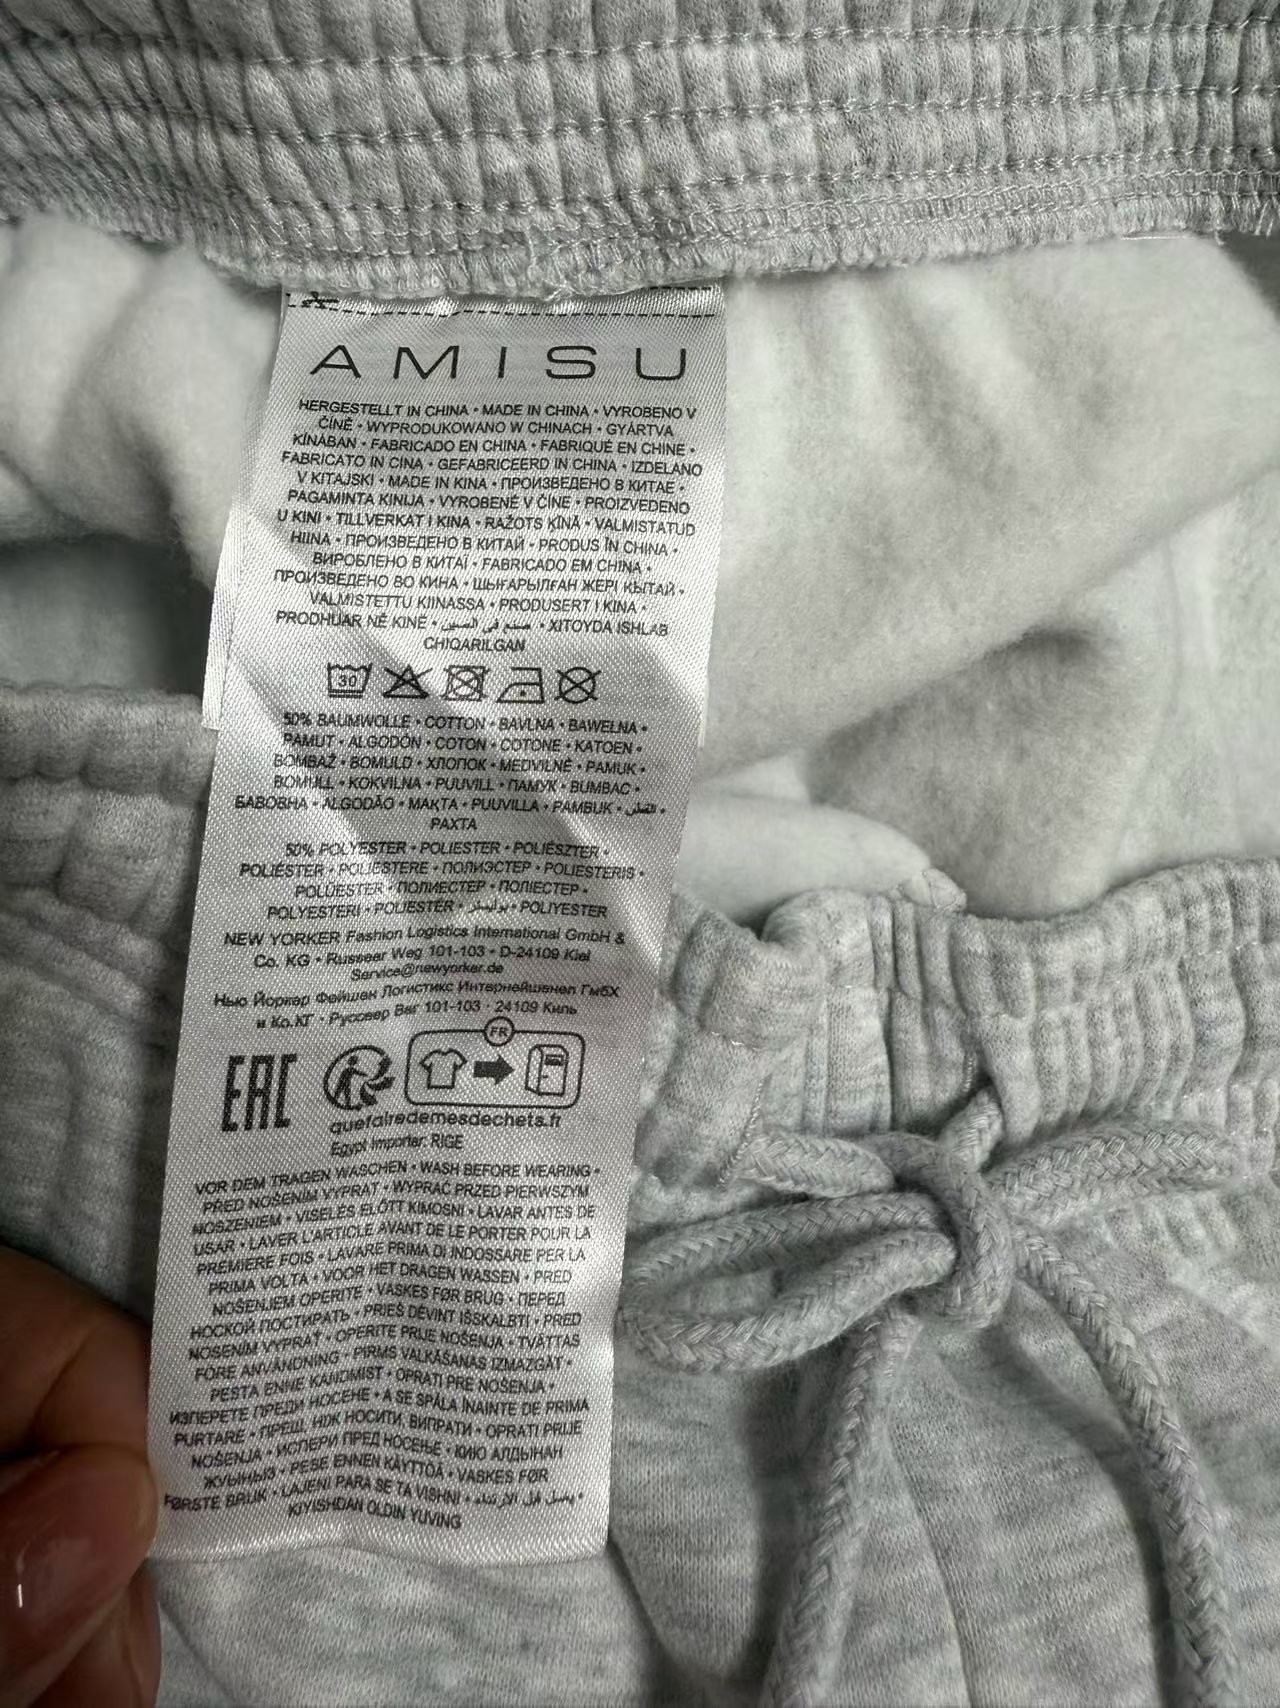 AMISU
HERGESTELLT IN CHINA • MADE IN CHINA • VYROBENO V
ČÍNĚ • WYPRODUKOWANO W CHINACH • GYÁRTVA
KÍNÁBAN • FABRICADO EN CHINA • FABRIQUÉ EN CHINE •
FABRICATO IN CINA • GEFABRICEERD IN CHINA • IZDELANO
V KITAJSKI • MADE IN KINA • ПРОИЗВЕДЕНО В КИТАЕ •
PAGAMINTA KINIJA • VYROBENÉ V ČÍNE • PROIZVEDENO
U KINI • TILLVERKAT I KINA • RAŽOTS ĶĪNĀ • VALMISTATUD
HIINA • ПРОИЗВЕДЕНО В КИТАЙ • PRODUS ÎN CHINA •
ВИРОБЛЕНО В КИТАЇ • FABRICADO EM CHINA •
ПРОИЗВЕДЕНО ВО КИНА • ШЫҒАРЫЛҒАН ЖЕРІ ҚЫТАЙ •
VALMISTETTU KIINASSA • PRODUSERT I KINA •
PRODHUAR NË KINË • صنع في الصين • XITOYDA ISHLAB
CHIQARILGAN
30
50% BAUMWOLLE • COTTON • BAVLNA • BAWEŁNA •
PAMUT • ALGODÓN • COTON • COTONE • KATOEN •
BOMBAŽ • BOMULD • ХЛОПОК • MEDVILNĖ • PAMUK •
BOMULL • KOKVILNA • PUUVILL • ПАМУК • BUMBAC •
БАВОВНА • ALGODÃO • МАҚТА • PUUVILLA • PAMBUK • القطن •
PAXTA
50% POLYESTER • POLIESTER • POLIÉSZTER •
POLIÉSTER • POLIESTERE • ПОЛИЭСТЕР • POLIESTERIS •
POLÜESTER • ПОЛИЕСТЕР • ПОЛІЕСТЕР •
POLYESTERI • POLIESTËR • بوليستر • POLIYESTER
NEW YORKER Fashion Logistics International GmbH &
Co. KG • Russeer Weg 101-103 • D-24109 Kiel
Service@newyorker.de
Нью Йоркер Фейшен Логистикс Интернейшенел ГмбХ
и Ко.КГ · Руссеер Вег 101-103 · 24109 Киль
EAC
FR
quefairedemesdechets.fr
Egypt Importer: RIGE
VOR DEM TRAGEN WASCHEN • WASH BEFORE WEARING •
PŘED NOŠENÍM VYPRAT • WYPRAĆ PRZED PIERWSZYM
NOSZENIEM • VISELÉS ELŐTT KIMOSNI • LAVAR ANTES DE
USAR • LAVER L'ARTICLE AVANT DE LE PORTER POUR LA
PREMIÈRE FOIS • LAVARE PRIMA DI INDOSSARE PER LA
PRIMA VOLTA • VOOR HET DRAGEN WASSEN • PRED
NOŠENJEM OPERITE • VASKES FØR BRUG • ПЕРЕД
НОСКОЙ ПОСТИРАТЬ • PRIEŠ DĖVINT IŠSKALBTI • PRED
NOSENÍM VYPRAŤ • OPERITE PRIJE NOŠENJA • TVÄTTAS
FÖRE ANVÄNDNING • PIRMS VALKĀŠANAS IZMAZGĀT •
PESTA ENNE KANDMIST • OPRATI PRE NOŠENJA •
ИЗПЕРЕТЕ ПРЕДИ НОСЕНЕ • A SE SPĂLA ÎNAINTE DE PRIMA
PURTARE • ПРЕШ НІЖ НОСИТИ, ВИПРАТИ • OPRATI PRIJE
NOŠENJA • ИСПЕРИ ПРЕД НОСЕЊЕ • КИЮ АЛДЫНАН
ЖУЫҢЫЗ • PESE ENNEN KÄYTTÖÄ • VASKES FØR
FØRSTE BRUK • LAJENI PARA SE TA VISHNI • يغسل قبل الارتداء •
KIYISHDAN OLDIN YUVING